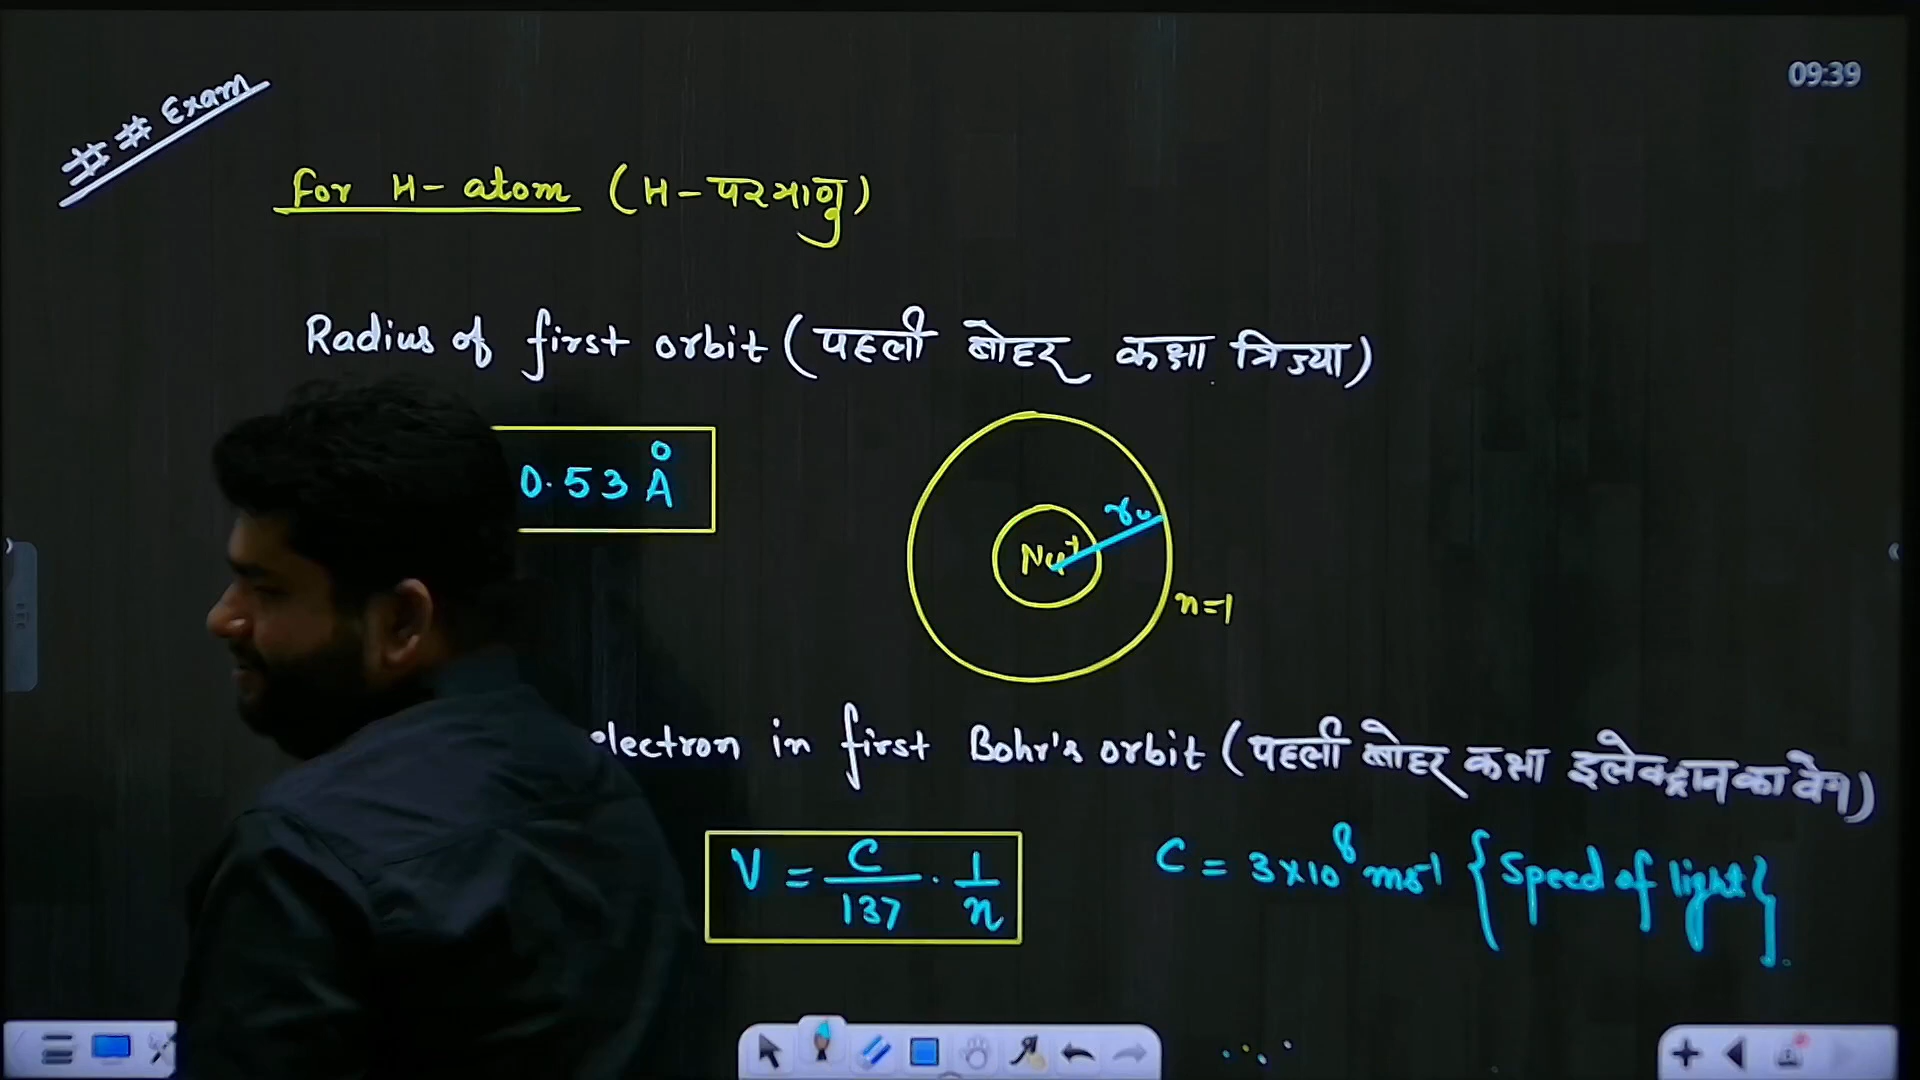 09:39
## Exam
For H-atom (H-परमाणु)
Radius of first orbit (पहली बोहर कक्षा त्रिज्या)
0.53 Å
r₀
Nu⁺
n=1
electron in first Bohr's orbit (पहली बोहर कक्षा इलेक्ट्रान का वेग)
V = C/137 · 1/n
C = 3×10⁸ ms-1 {Speed of light}